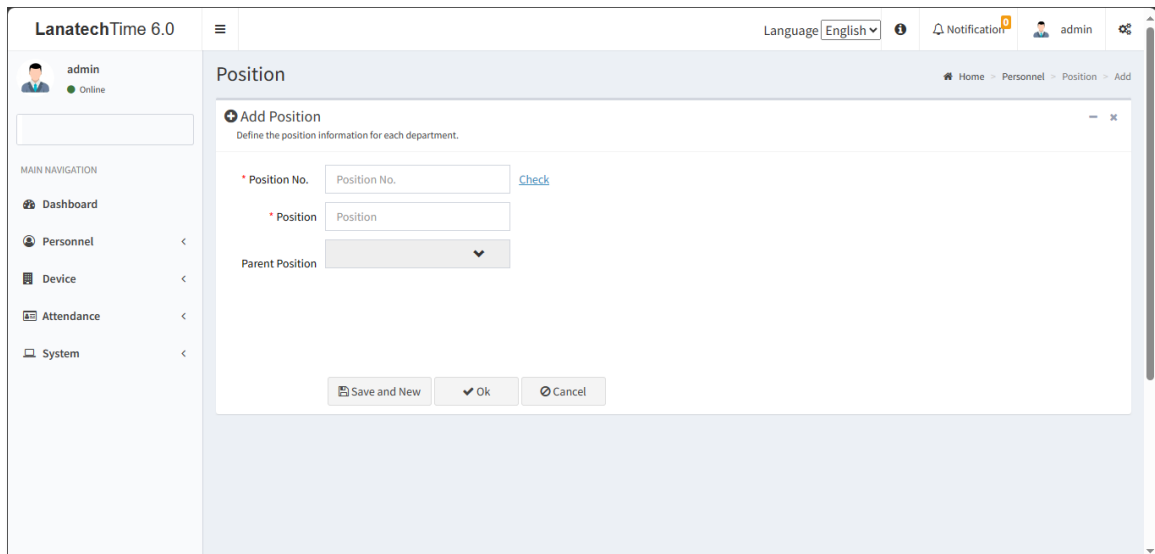 LanatechTime 6.0
Language English
Notification 0
admin
admin
Online
Position
Home > Personnel > Position > Add
Add Position
Define the position information for each department.
MAIN NAVIGATION
Dashboard
Personnel
Device
Attendance
System
* Position No. Position No. Check
* Position Position
Parent Position
Save and New Ok Cancel